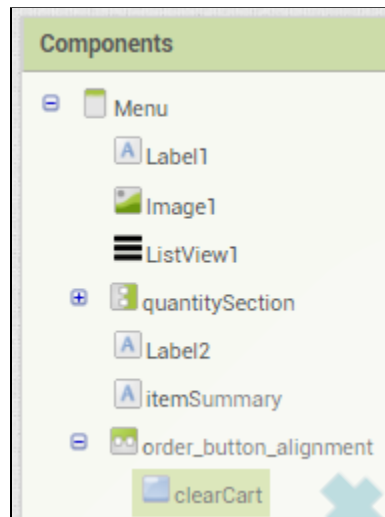 Components
Menu
Label1
Image1
ListView1
quantitySection
Label2
itemSummary
order_button_alignment
clearCart